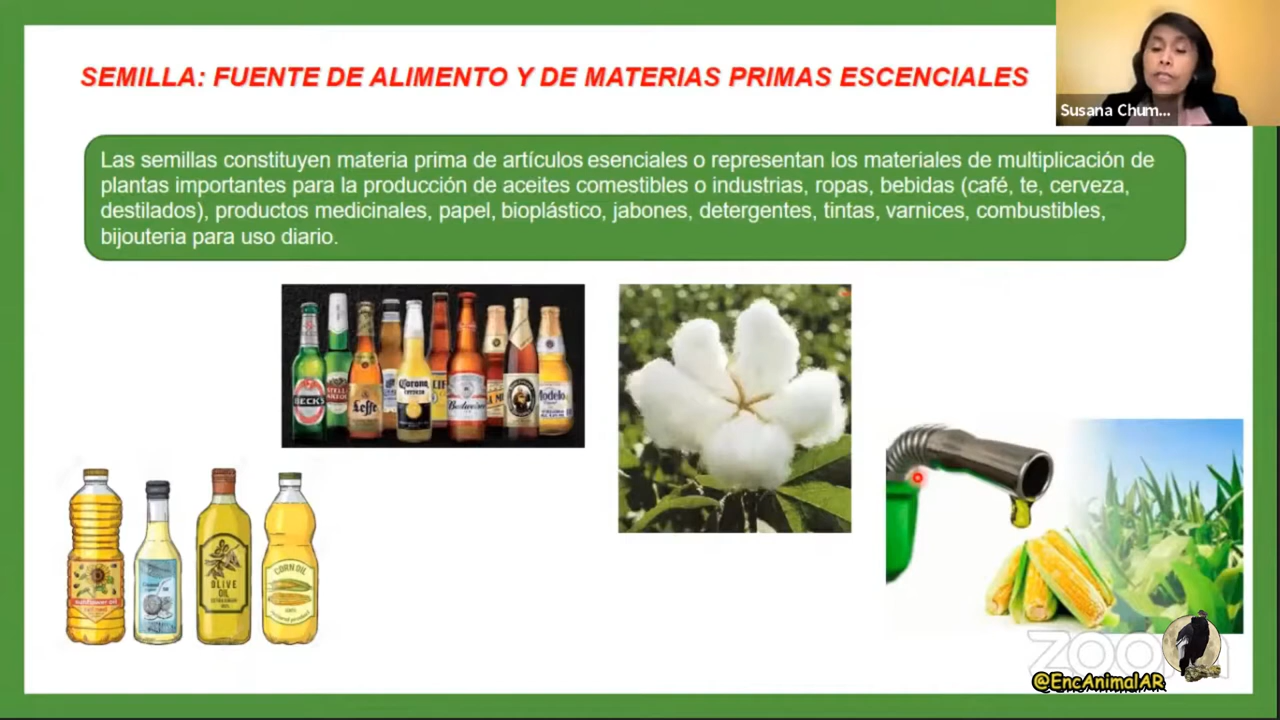 SEMILLA: FUENTE DE ALIMENTO Y DE MATERIAS PRIMAS ESCENCIALES
Susana Chum...
Las semillas constituyen materia prima de artículos esenciales o representan los materiales de multiplicación de
plantas importantes para la producción de aceites comestibles o industrias, ropas, bebidas (café, te, cerveza,
destilados), productos medicinales, papel, bioplástico, jabones, detergentes, tintas, varnices, combustibles,
bijouteria para uso diario.
BECK'S
STELLA
Leffe
Corona
Budweiser
Modelo
OLIVE
OIL
CORN OIL
zoom
@EncAnimalAR